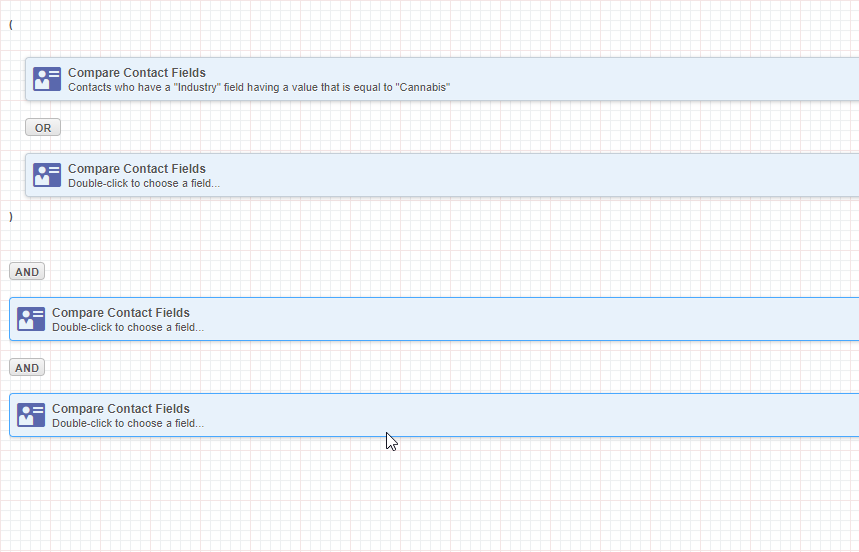 (
Compare Contact Fields
Contacts who have a "Industry" field having a value that is equal to "Cannabis"
OR
Compare Contact Fields
Double-click to choose a field...
)
AND
Compare Contact Fields
Double-click to choose a field...
AND
Compare Contact Fields
Double-click to choose a field...